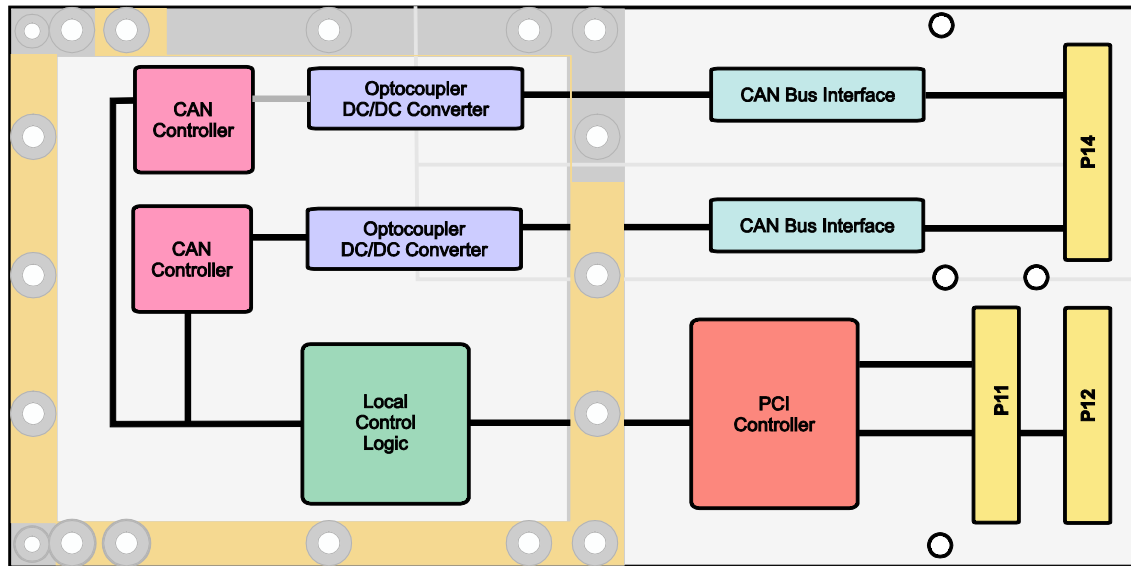 CAN
Controller
Optocoupler
DC/DC Converter
CAN Bus Interface
P14
CAN
Controller
Optocoupler
DC/DC Converter
CAN Bus Interface
Local
Control
Logic
PCI
Controller
P11
P12